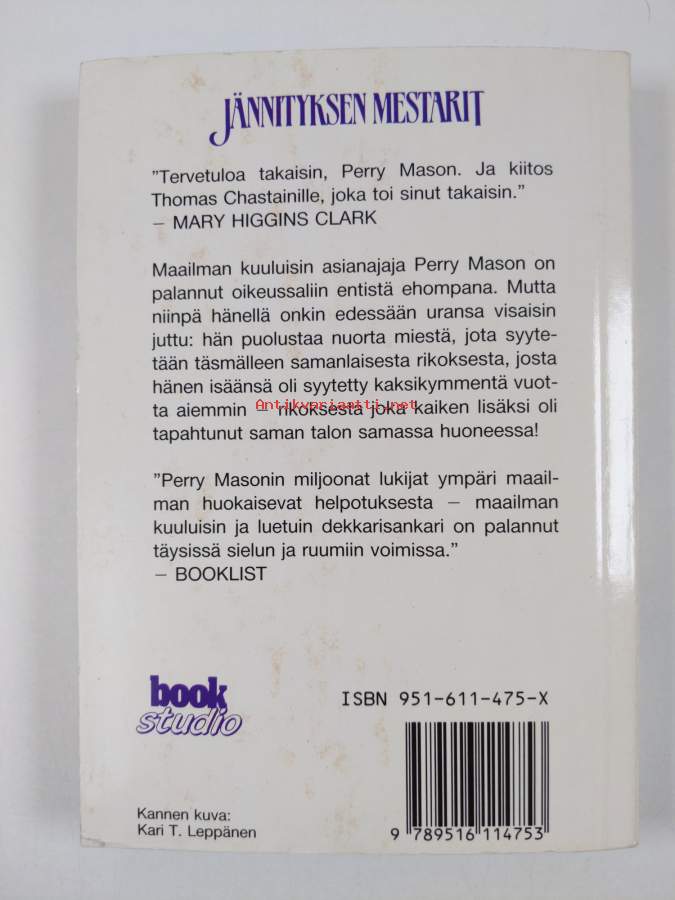 JÄNNITYKSEN MESTARIT
"Tervetuloa takaisin, Perry Mason. Ja kiitos
Thomas Chastainille, joka toi sinut takaisin."
– MARY HIGGINS CLARK
Maailman kuuluisin asianajaja Perry Mason on
palannut oikeussaliin entistä ehompana. Mutta
niinpä hänellä onkin edessään uransa visaisin
juttu: hän puolustaa nuorta miestä, jota syyte-
tään täsmälleen samanlaisesta rikoksesta, josta
hänen isäänsä oli syytetty kaksikymmentä vuot-
ta aiemmin – rikoksesta joka kaiken lisäksi oli
Antikvariaatti.net
tapahtunut saman talon samassa huoneessa!
"Perry Masonin miljoonat lukijat ympäri maail-
man huokaisevat helpotuksesta – maailman
kuuluisin ja luetuin dekkarisankari on palannut
täysissä sielun ja ruumiin voimissa."
– BOOKLIST
book
studio
ISBN 951-611-475-X
Kannen kuva:
Kari T. Leppänen
9 789516 114753